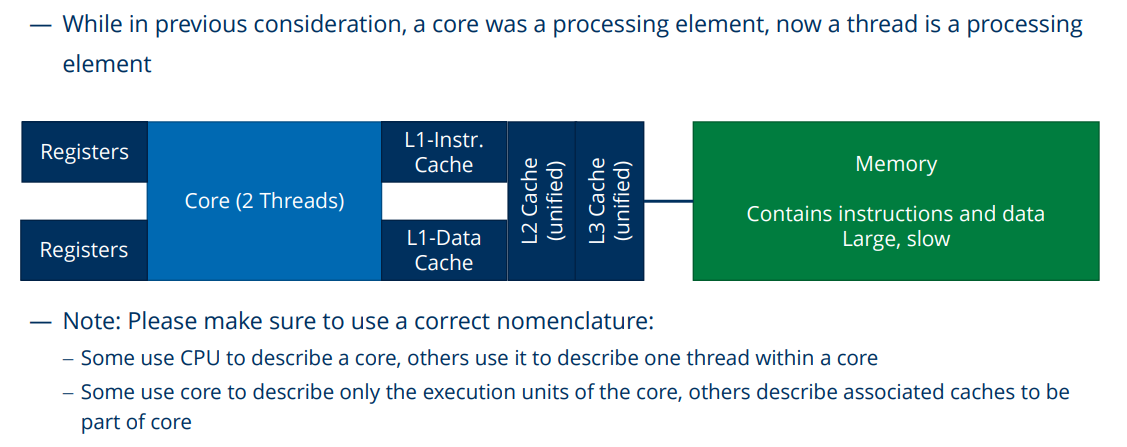 — While in previous consideration, a core was a processing element, now a thread is a processing
element
Registers
Registers
Core (2 Threads)
L1-Instr.
Cache
L1-Data
Cache
L2 Cache
(unified)
L3 Cache
(unified)
Memory
Contains instructions and data
Large, slow
— Note: Please make sure to use a correct nomenclature:
– Some use CPU to describe a core, others use it to describe one thread within a core
– Some use core to describe only the execution units of the core, others describe associated caches to be
part of core